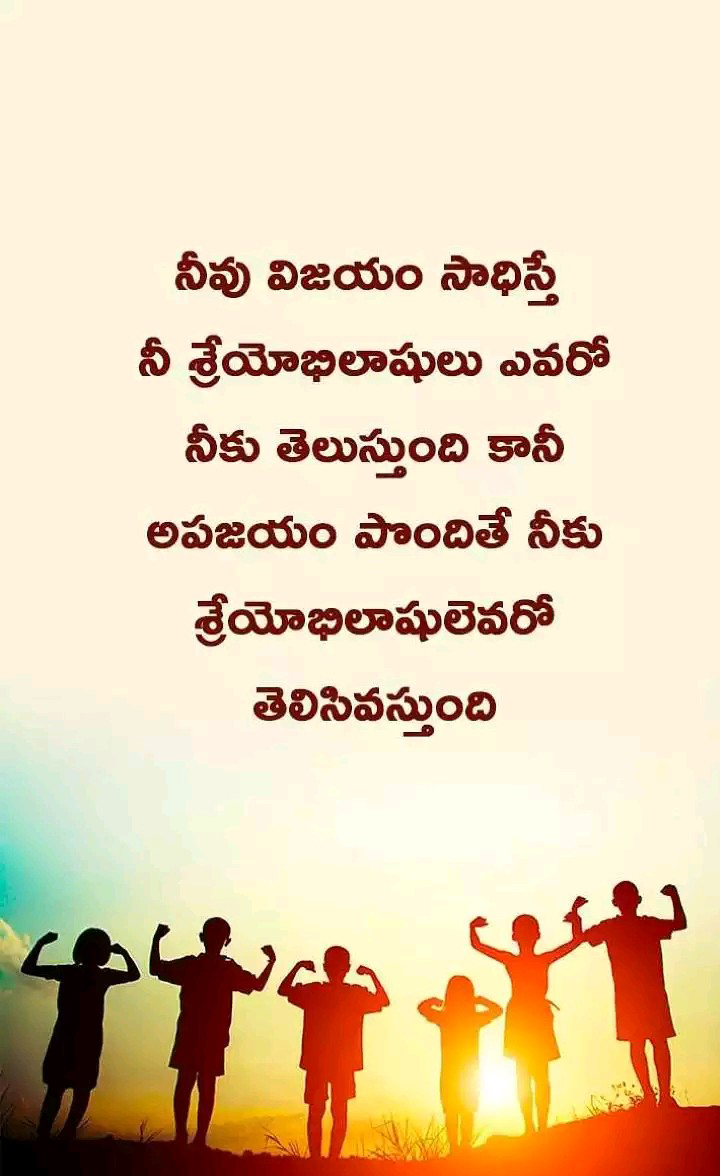 నీవు విజయం సాధిస్తే
నీ శ్రేయోభిలాషులు ఎవరో
నీకు తెలుస్తుంది కానీ
అపజయం పొందితే నీకు
శ్రేయోభిలాషులెవరో
తెలిసివస్తుంది